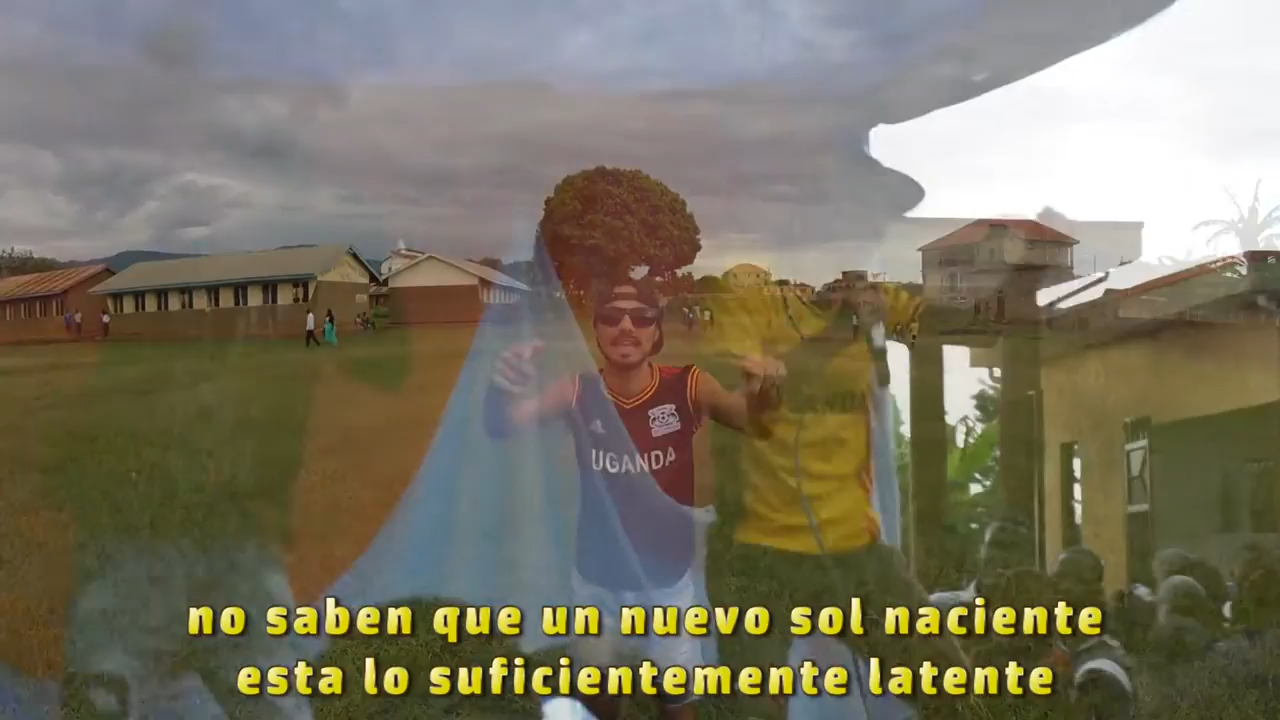 UGANDA
no saben que un nuevo sol naciente
esta lo suficientemente latente